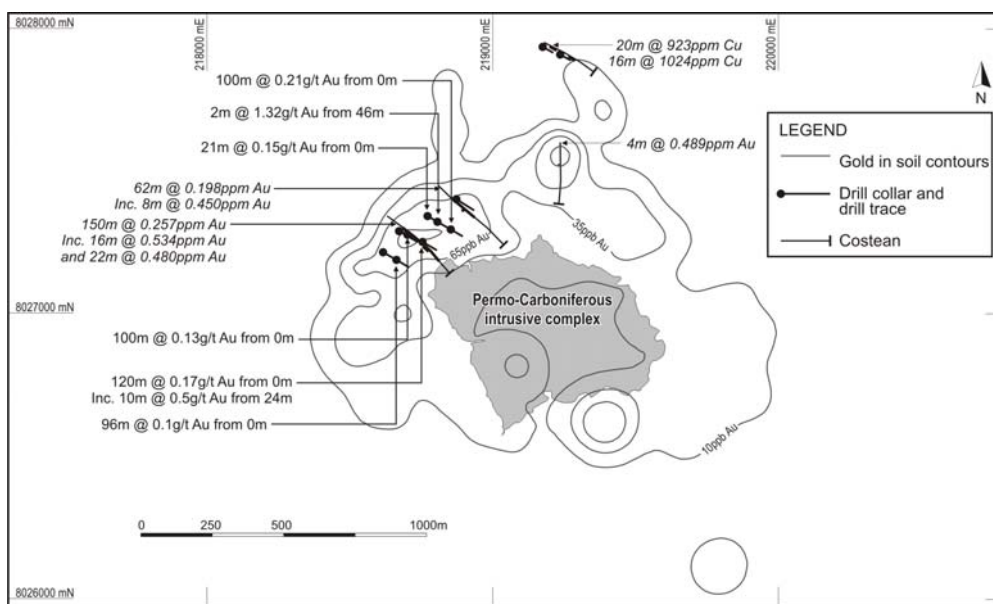 8028000 mN
218000 mE
219000 mE
220000 mE
20m @ 923ppm Cu
16m @ 1024ppm Cu
100m @ 0.21g/t Au from 0m
2m @ 1.32g/t Au from 46m
21m @ 0.15g/t Au from 0m
4m @ 0.489ppm Au
62m @ 0.198ppm Au
Inc. 8m @ 0.450ppm Au
150m @ 0.257ppm Au
Inc. 16m @ 0.534ppm Au
and 22m @ 0.480ppm Au
N
LEGEND
Gold in soil contours
Drill collar and
drill trace
Costean
65ppb Au
35ppb Au
8027000 mN
Permo-Carboniferous
intrusive complex
100m @ 0.13g/t Au from 0m
120m @ 0.17g/t Au from 0m
Inc. 10m @ 0.5g/t Au from 24m
96m @ 0.1g/t Au from 0m
10ppb Au
0 250 500 1000m
8026000 mN